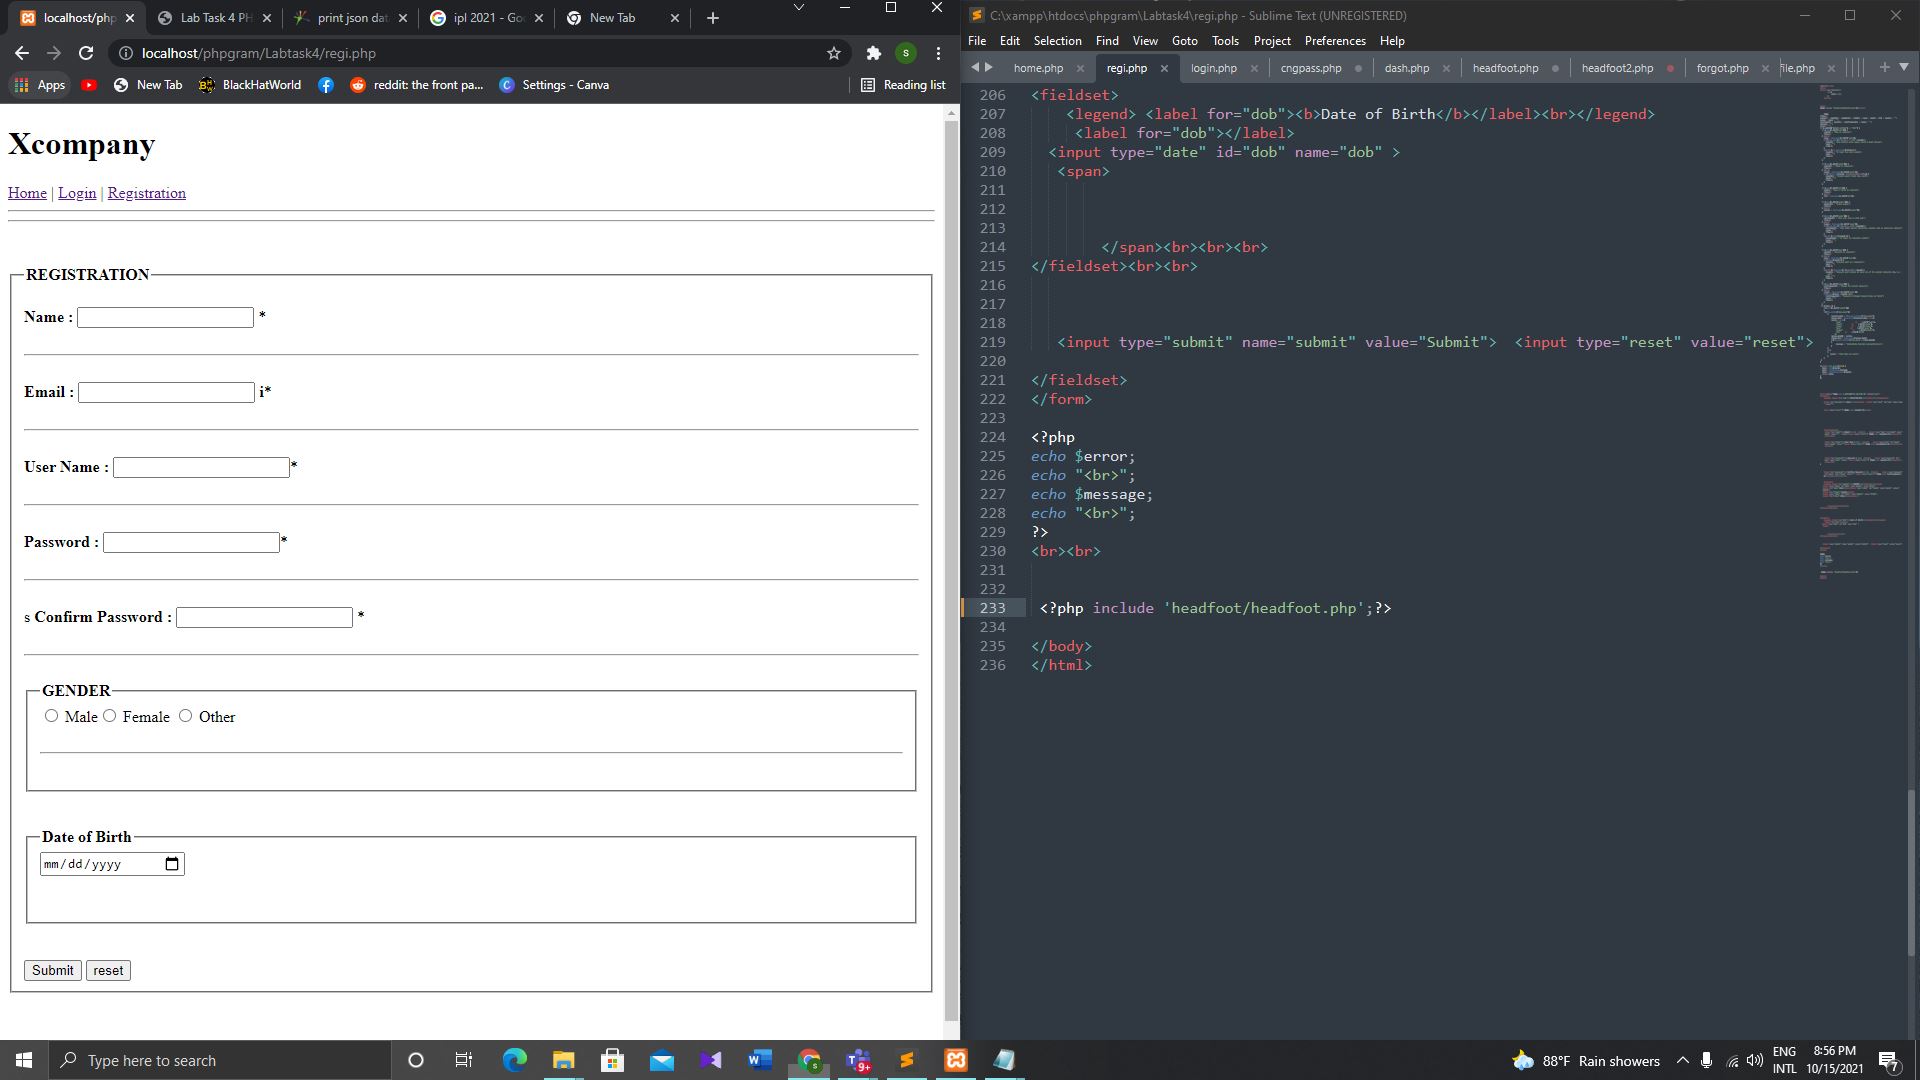 localhost/php
Lab Task 4 PH
print json dat
ipl 2021 - Goo
New Tab
localhost/phpgram/Labtask4/regi.php
S
Apps
New Tab
BlackHatWorld
reddit: the front pa...
Settings - Canva
Reading list
Xcompany
Home | Login | Registration
REGISTRATION
Name : *
Email : i*
User Name : *
Password : *
s Confirm Password : *
GENDER
Male Female Other
Date of Birth
mm/dd/yyyy
Submit reset
C:\xampp\htdocs\phpgram\Labtask4\regi.php - Sublime Text (UNREGISTERED)
File Edit Selection Find View Goto Tools Project Preferences Help
home.php regi.php login.php cngpass.php dash.php headfoot.php headfoot2.php forgot.php file.php
206 <fieldset>
207 <legend> <label for="dob"><b>Date of Birth</b></label><br></legend>
208 <label for="dob"></label>
209 <input type="date" id="dob" name="dob" >
210 <span>
211
212
213
214 </span><br><br><br>
215 </fieldset><br><br>
216
217
218
219 <input type="submit" name="submit" value="Submit"> <input type="reset" value="reset">
220
221 </fieldset>
222 </form>
223
224 <?php
225 echo $error;
226 echo "<br>";
227 echo $message;
228 echo "<br>";
229 ?>
230 <br><br>
231
232
233 <?php include 'headfoot/headfoot.php';?>
234
235 </body>
236 </html>
Type here to search
9+
88°F Rain showers
ENG
INTL
8:56 PM
10/15/2021
7